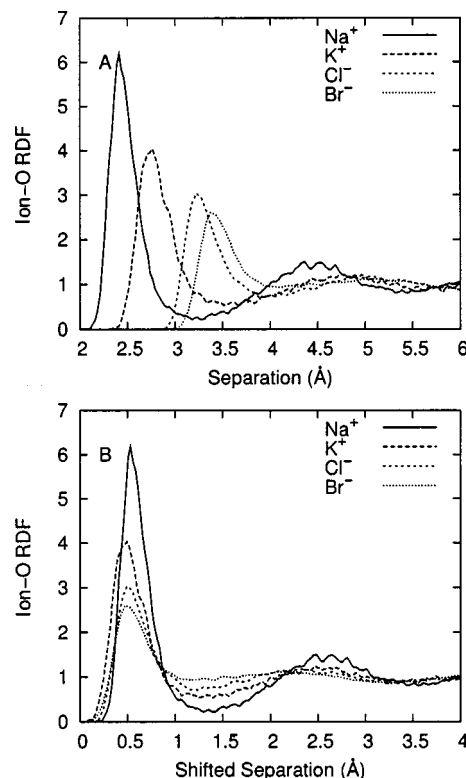 7
6
5
4
3
2
1
0
Ion−O RDF
A
Na⁺
K⁺
Cl⁻
Br⁻
2 2.5 3 3.5 4 4.5 5 5.5 6
Separation (Å)
7
6
5
4
3
2
1
0
Ion−O RDF
B
Na⁺
K⁺
Cl⁻
Br⁻
0 0.5 1 1.5 2 2.5 3 3.5 4
Shifted Separation (Å)